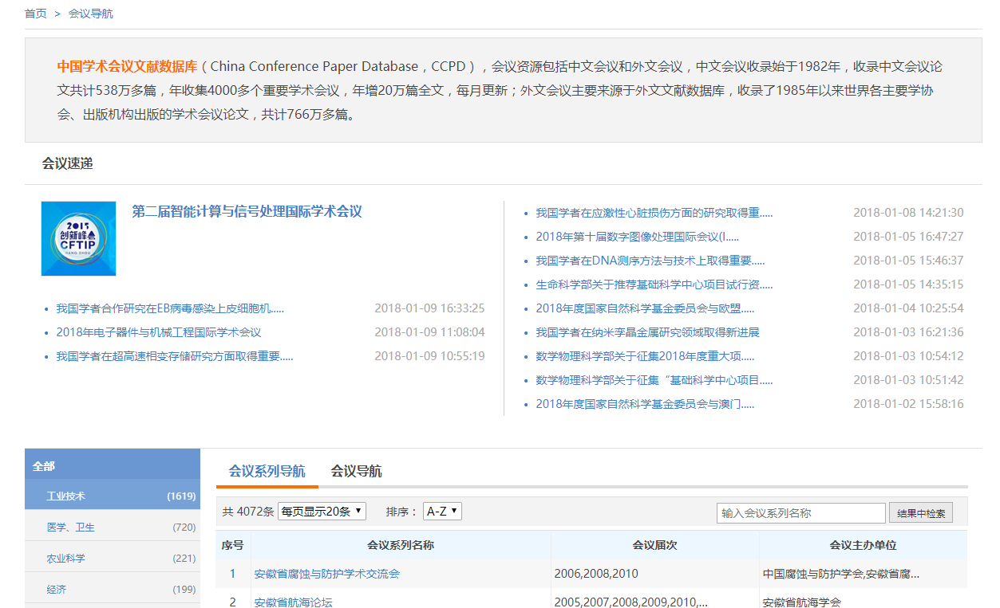 首页 > 会议导航
中国学术会议文献数据库（China Conference Paper Database，CCPD），会议资源包括中文会议和外文会议，中文会议收录始于1982年，收录中文会议论
文共计538万多篇，年收集4000多个重要学术会议，年增20万篇全文，每月更新；外文会议主要来源于外文文献数据库，收录了1985年以来世界各主要学协
会、出版机构出版的学术会议论文，共计766万多篇。
会议速递
2015
创新峰会
CFTIP
HANG ZHOU
第二届智能计算与信号处理国际学术会议
我国学者合作研究在EB病毒感染上皮细胞机..... 2018-01-09 16:33:25
2018年电子器件与机械工程国际学术会议 2018-01-09 11:08:04
我国学者在超高速相变存储研究方面取得重要..... 2018-01-09 10:55:19
我国学者在应激性心脏损伤方面的研究取得重..... 2018-01-08 14:21:30
2018年第十届数字图像处理国际会议(I..... 2018-01-05 16:47:27
我国学者在DNA测序方法与技术上取得重要..... 2018-01-05 15:46:37
生命科学部关于推荐基础科学中心项目试行资..... 2018-01-05 14:35:15
2018年度国家自然科学基金委员会与欧盟..... 2018-01-04 10:25:54
我国学者在纳米孪晶金属研究领域取得新进展 2018-01-03 16:21:36
数学物理科学部关于征集2018年度重大项..... 2018-01-03 10:54:12
数学物理科学部关于征集“基础科学中心项目..... 2018-01-03 10:51:42
2018年度国家自然科学基金委员会与澳门..... 2018-01-02 15:58:16
全部
工业技术 (1619)
医学、卫生 (720)
农业科学 (221)
经济 (199)
会议系列导航 会议导航
共 4072条 每页显示20条 排序： A-Z 输入会议系列名称 结果中检索
序号 会议系列名称 会议届次 会议主办单位
1 安徽省腐蚀与防护学术交流会 2006,2008,2010 中国腐蚀与防护学会,安徽省腐...
2 安徽省航海论坛 2005,2007,2008,2009,2010,... 安徽省航海学会